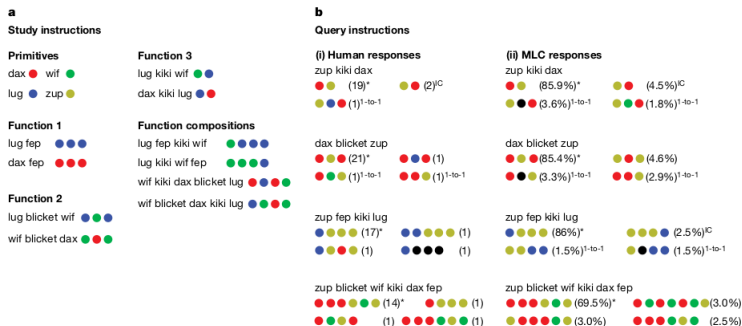 a
Study instructions
Primitives
dax wif
lug zup
Function 1
lug fep
dax fep
Function 2
lug blicket wif
wif blicket dax
Function 3
lug kiki wif
dax kiki lug
Function compositions
lug fep kiki wif
lug kiki wif fep
wif kiki dax blicket lug
wif blicket dax kiki lug
b
Query instructions
(i) Human responses
zup kiki dax
(19)* (2)IC
(1)1-to-1
dax blicket zup
(21)* (1)
(1)1-to-1 (1)1-to-1
zup fep kiki lug
(17)* (1)
(1) (1)
zup blicket wif kiki dax fep
(14)* (1)
(1) (1)
(ii) MLC responses
zup kiki dax
(85.9%)* (4.5%)IC
(3.6%)1-to-1 (1.8%)1-to-1
dax blicket zup
(85.4%)* (4.6%)
(3.3%)1-to-1 (2.9%)1-to-1
zup fep kiki lug
(86%)* (2.5%)IC
(1.5%)1-to-1 (1.5%)1-to-1
zup blicket wif kiki dax fep
(69.5%)* (3.0%)
(3.0%) (2.5%)